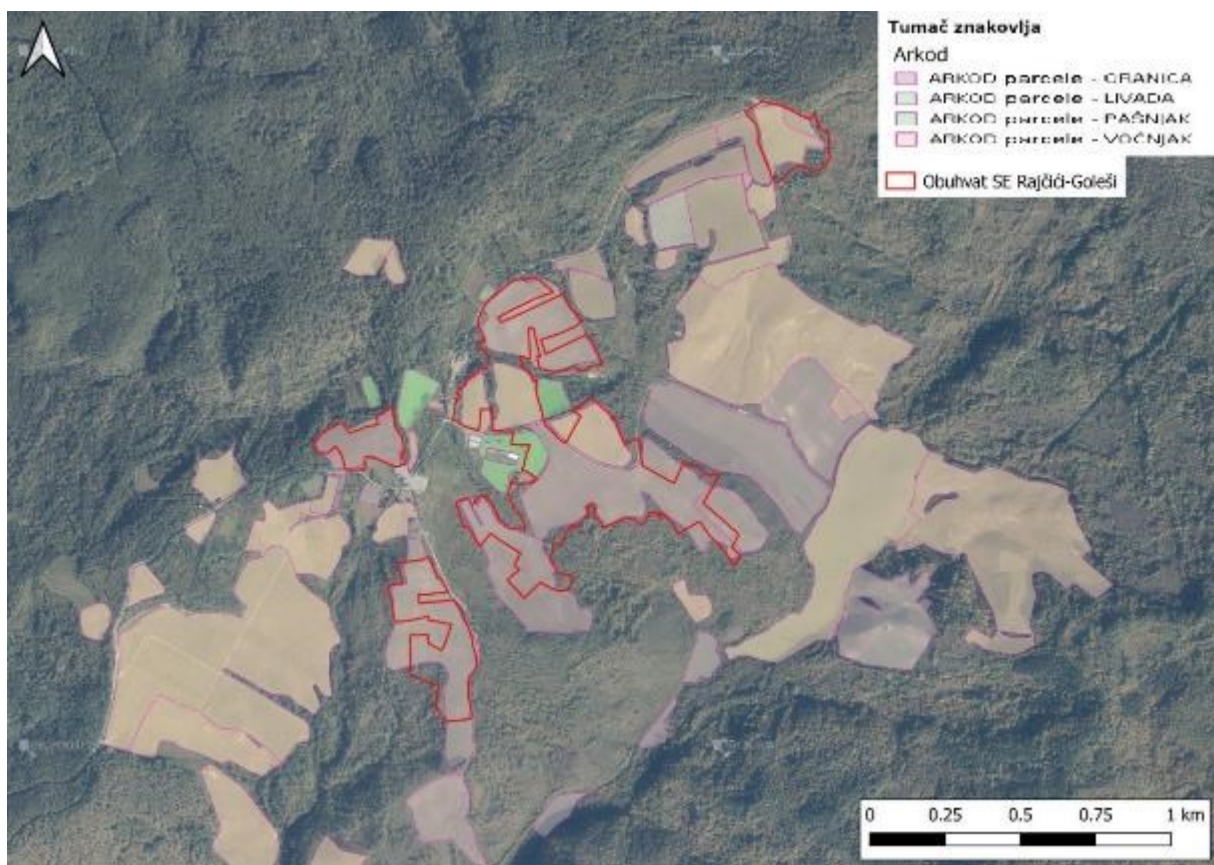 Tumač znakovlja
Arkod
ARKOD parcele - GRANICA
ARKOD parcele - LIVADA
ARKOD parcele - PAŠNJAK
ARKOD parcele - VOĆNJAK
Obuhvat SE Rajčići-Goleši
0 0.25 0.5 0.75 1 km